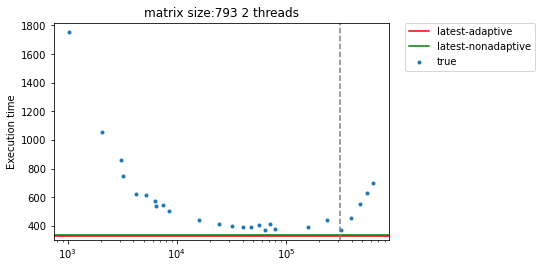 matrix size:793 2 threads
Execution time
1800
1600
1400
1200
1000
800
600
400
10³
10⁴
10⁵
latest-adaptive
latest-nonadaptive
true